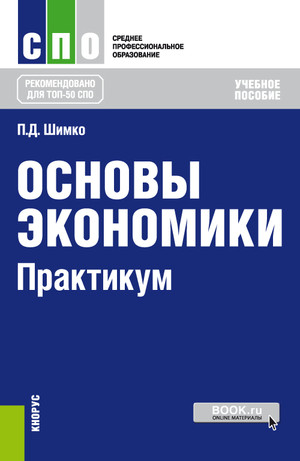 СПО
СРЕДНЕЕ
ПРОФЕССИОНАЛЬНОЕ
ОБРАЗОВАНИЕ
РЕКОМЕНДОВАНО
ДЛЯ ТОП-50 СПО
УЧЕБНОЕ
ПОСОБИЕ
П.Д. Шимко
ОСНОВЫ
ЭКОНОМИКИ
Практикум
КНОРУС
BOOK.ru
ONLINE МАТЕРИАЛЫ